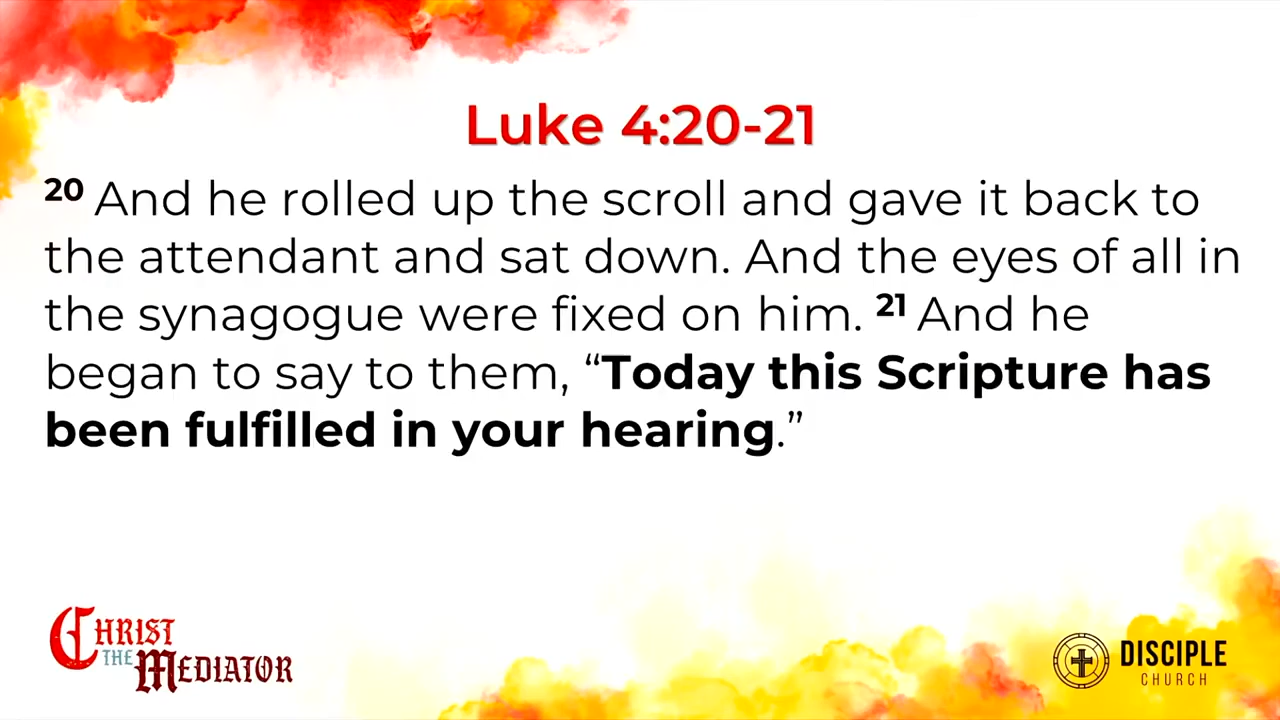 Luke 4:20-21
20 And he rolled up the scroll and gave it back to
the attendant and sat down. And the eyes of all in
the synagogue were fixed on him. 21 And he
began to say to them, “Today this Scripture has
been fulfilled in your hearing.”
CHRIST
THE MEDIATOR
DISCIPLE
CHURCH